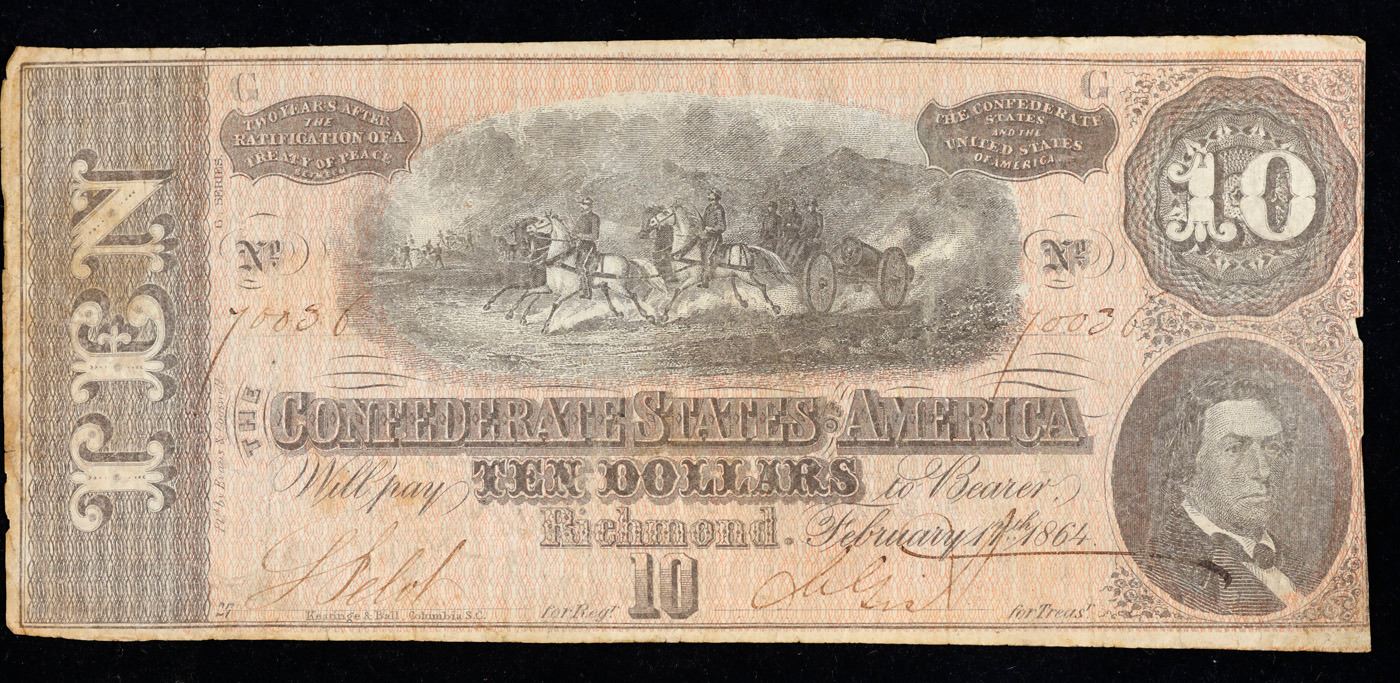 G
G
TWO YEARS AFTER
THE
RATIFICATION OF A
TREATY OF PEACE
BETWEEN
THE CONFEDERATE
STATES
AND THE
UNITED STATES
OF AMERICA
10
TEN
SERIES
No.
No.
70036
70036
THE
CONFEDERATE STATES OF AMERICA
Will pay TEN DOLLARS to Bearer.
Richmond. February 17th 1864.
10
Keatinge & Ball, Columbia S.C.
for Regr.
for Treasr.